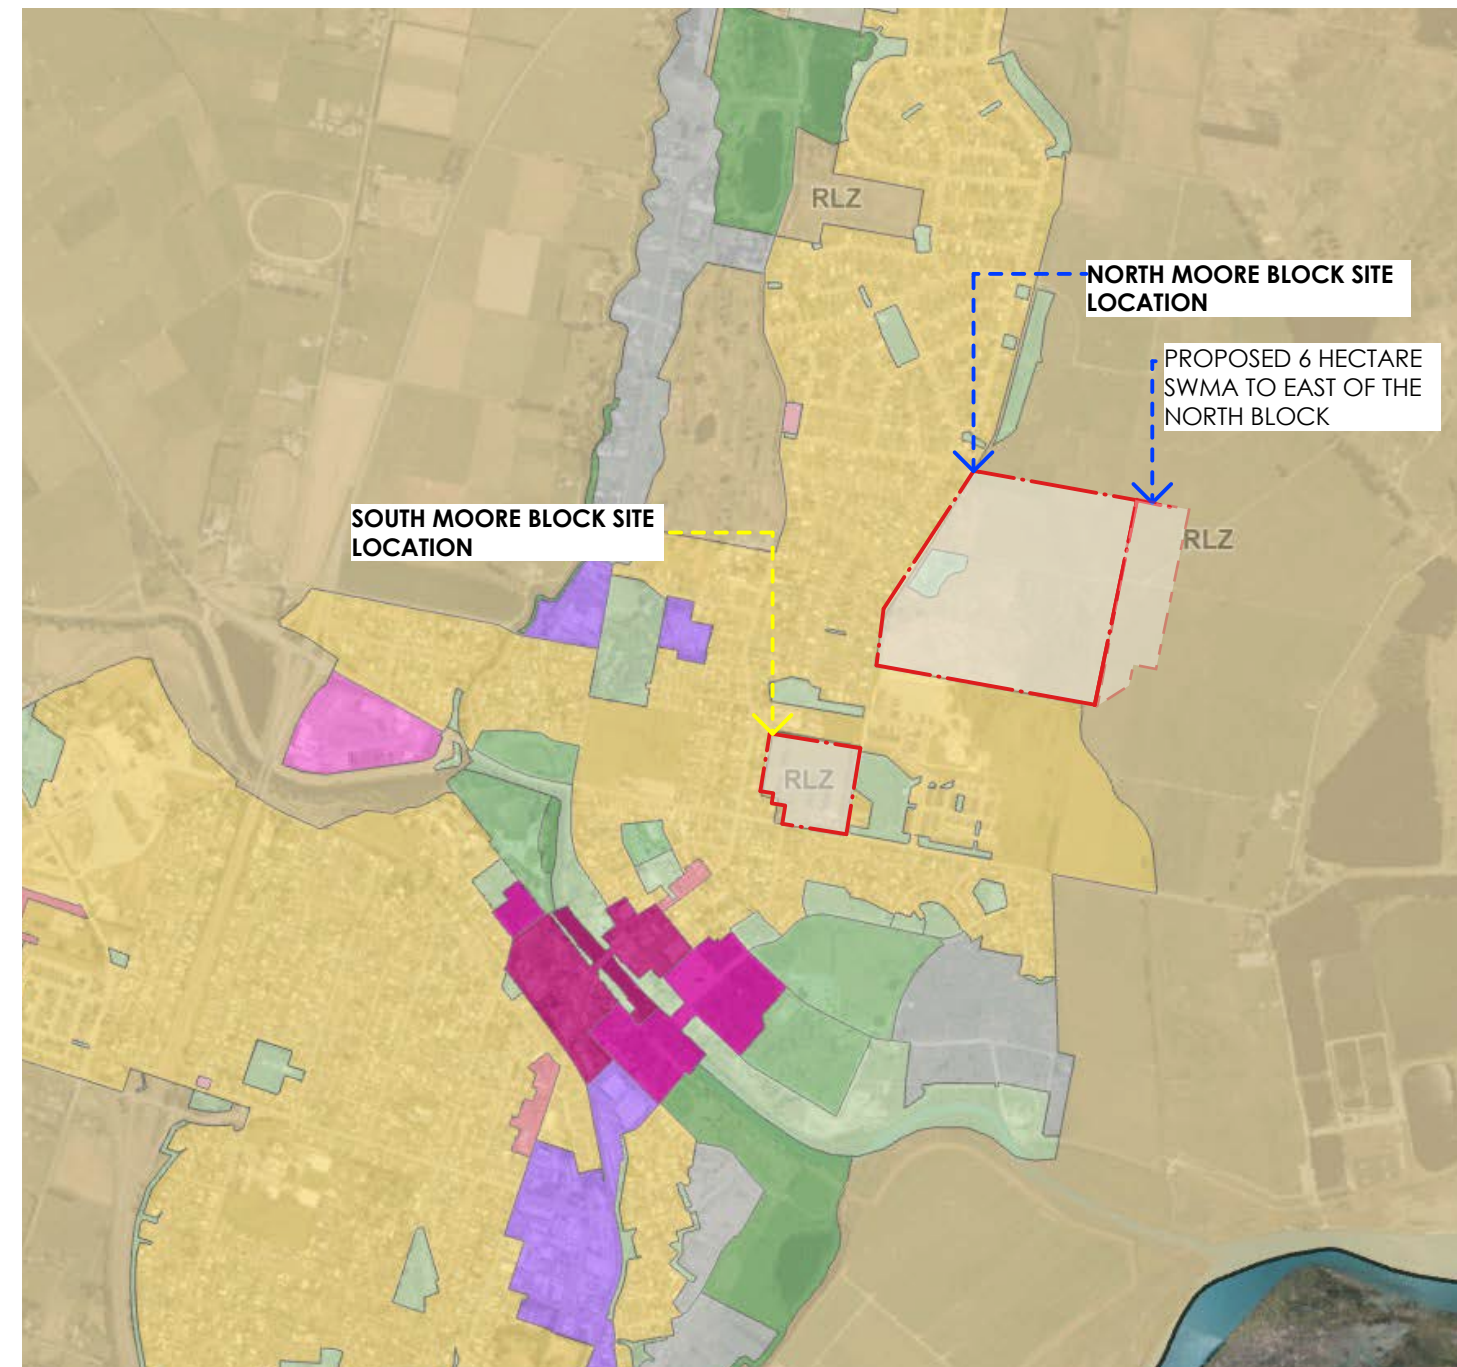 RLZ
NORTH MOORE BLOCK SITE
LOCATION
PROPOSED 6 HECTARE
SWMA TO EAST OF THE
NORTH BLOCK
SOUTH MOORE BLOCK SITE
LOCATION
RLZ
RLZ